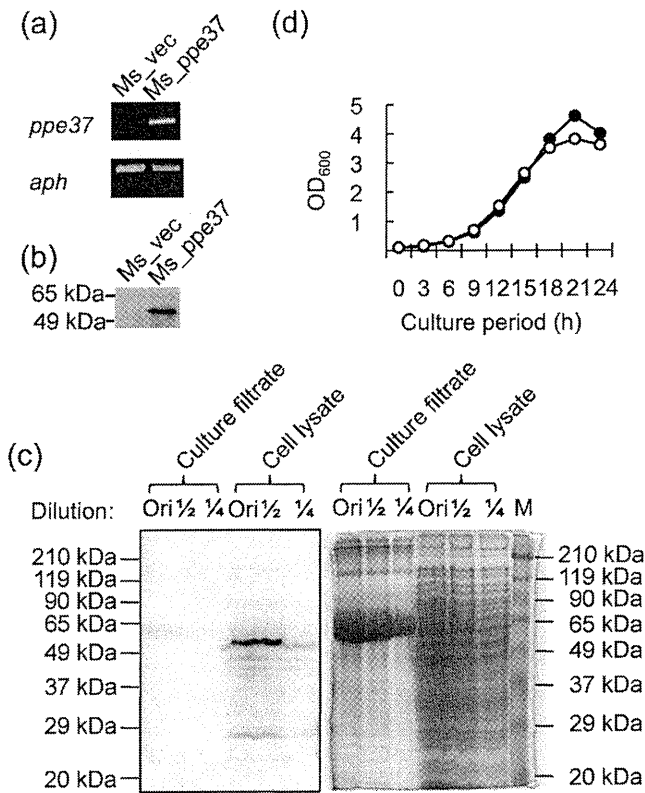 (a)
Ms_vec
Ms_ppe37
ppe37
aph
(b)
Ms_vec
Ms_ppe37
65 kDa
49 kDa
(d)
OD600
5
4
3
2
1
0 3 6 9 12 15 18 21 24
Culture period (h)
(c)
Culture filtrate
Cell lysate
Culture filtrate
Cell lysate
Dilution: Ori ½ ¼ Ori ½ ¼ Ori ½ ¼ Ori ½ ¼ M
210 kDa
119 kDa
90 kDa
65 kDa
49 kDa
37 kDa
29 kDa
20 kDa
210 kDa
119 kDa
90 kDa
65 kDa
49 kDa
37 kDa
29 kDa
20 kDa